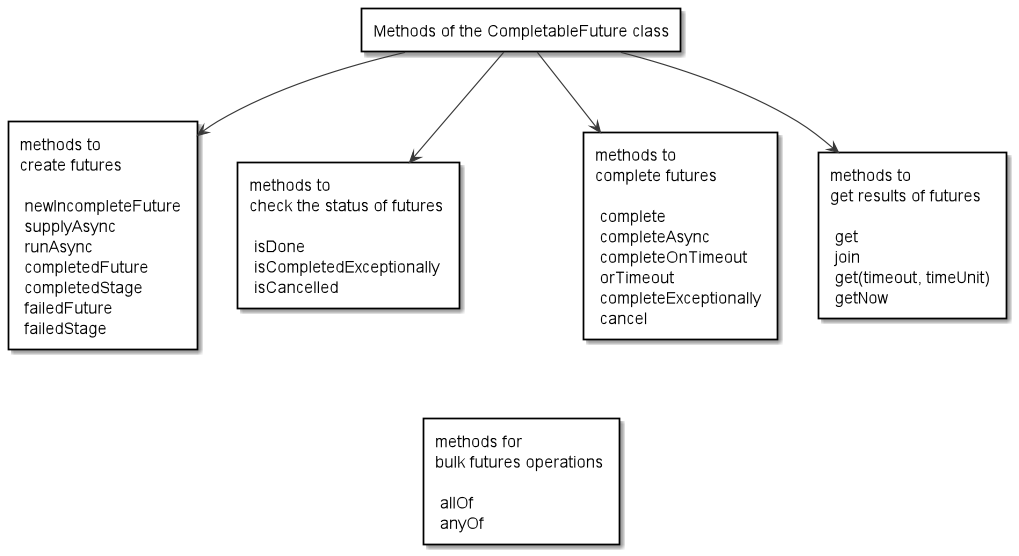 Methods of the CompletableFuture class
methods to
create futures
newIncompleteFuture
supplyAsync
runAsync
completedFuture
completedStage
failedFuture
failedStage
methods to
check the status of futures
isDone
isCompletedExceptionally
isCancelled
methods to
complete futures
complete
completeAsync
completeOnTimeout
orTimeout
completeExceptionally
cancel
methods to
get results of futures
get
join
get(timeout, timeUnit)
getNow
methods for
bulk futures operations
allOf
anyOf